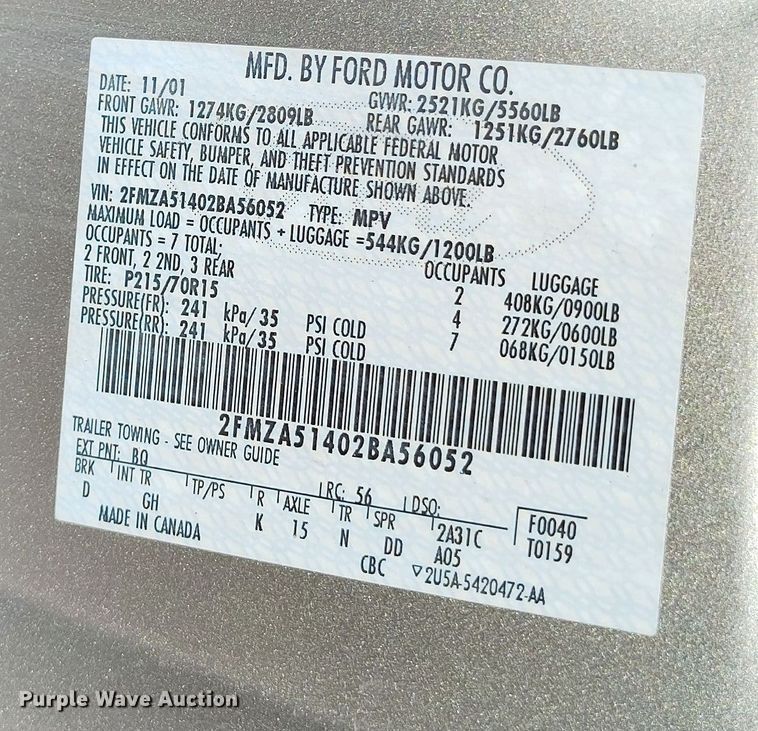 MFD. BY FORD MOTOR CO.
DATE: 11/01 GVWR: 2521KG/5560LB
FRONT GAWR: 1274KG/2809LB REAR GAWR: 1251KG/2760LB
THIS VEHICLE CONFORMS TO ALL APPLICABLE FEDERAL MOTOR
VEHICLE SAFETY, BUMPER, AND THEFT PREVENTION STANDARDS
IN EFFECT ON THE DATE OF MANUFACTURE SHOWN ABOVE.
VIN: 2FMZA51402BA56052 TYPE: MPV
MAXIMUM LOAD = OCCUPANTS + LUGGAGE =544KG/1200LB
OCCUPANTS = 7 TOTAL; OCCUPANTS LUGGAGE
2 FRONT, 2 2ND, 3 REAR 2 408KG/0900LB
TIRE: P215/70R15 4 272KG/0600LB
PRESSURE(FR): 241 kPa/35 PSI COLD 7 068KG/0150LB
PRESSURE(RR): 241 kPa/35 PSI COLD
2FMZA51402BA56052
TRAILER TOWING - SEE OWNER GUIDE
EXT PNT: BQ RC: 56 DSO: F0040
BRK INT TR TP/PS R AXLE TR SPR 2A31C T0159
D GH K 15 N DD A05
MADE IN CANADA CBC ▽2U5A-5420472-AA
Purple Wave Auction